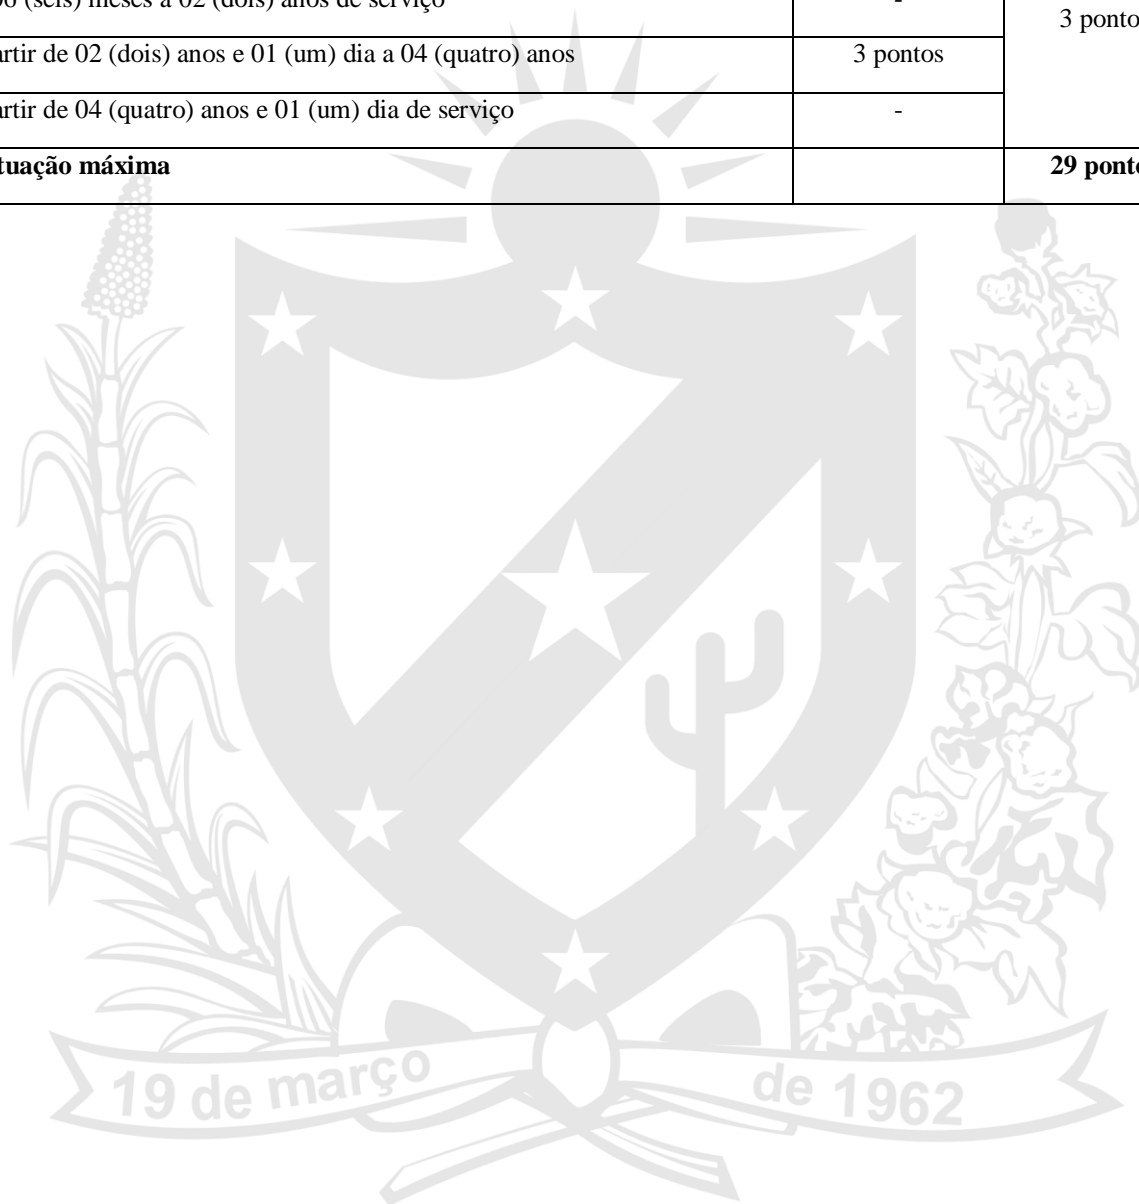 06 (seis) meses a 02 (dois) anos de serviço -
3 ponto
artir de 02 (dois) anos e 01 (um) dia a 04 (quatro) anos 3 pontos
artir de 04 (quatro) anos e 01 (um) dia de serviço -
tuação máxima 29 ponto
19 de março de 1962